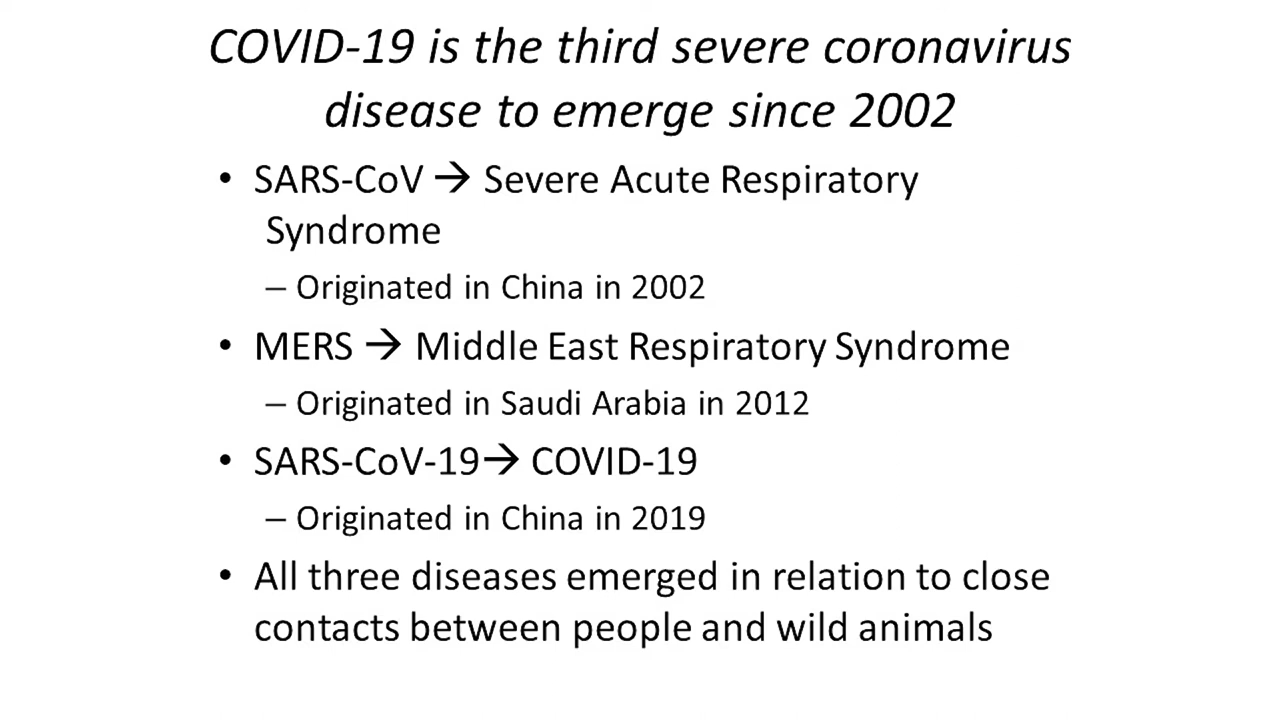 COVID-19 is the third severe coronavirus
disease to emerge since 2002
• SARS-CoV → Severe Acute Respiratory
Syndrome
– Originated in China in 2002
• MERS → Middle East Respiratory Syndrome
– Originated in Saudi Arabia in 2012
• SARS-CoV-19→ COVID-19
– Originated in China in 2019
• All three diseases emerged in relation to close
contacts between people and wild animals